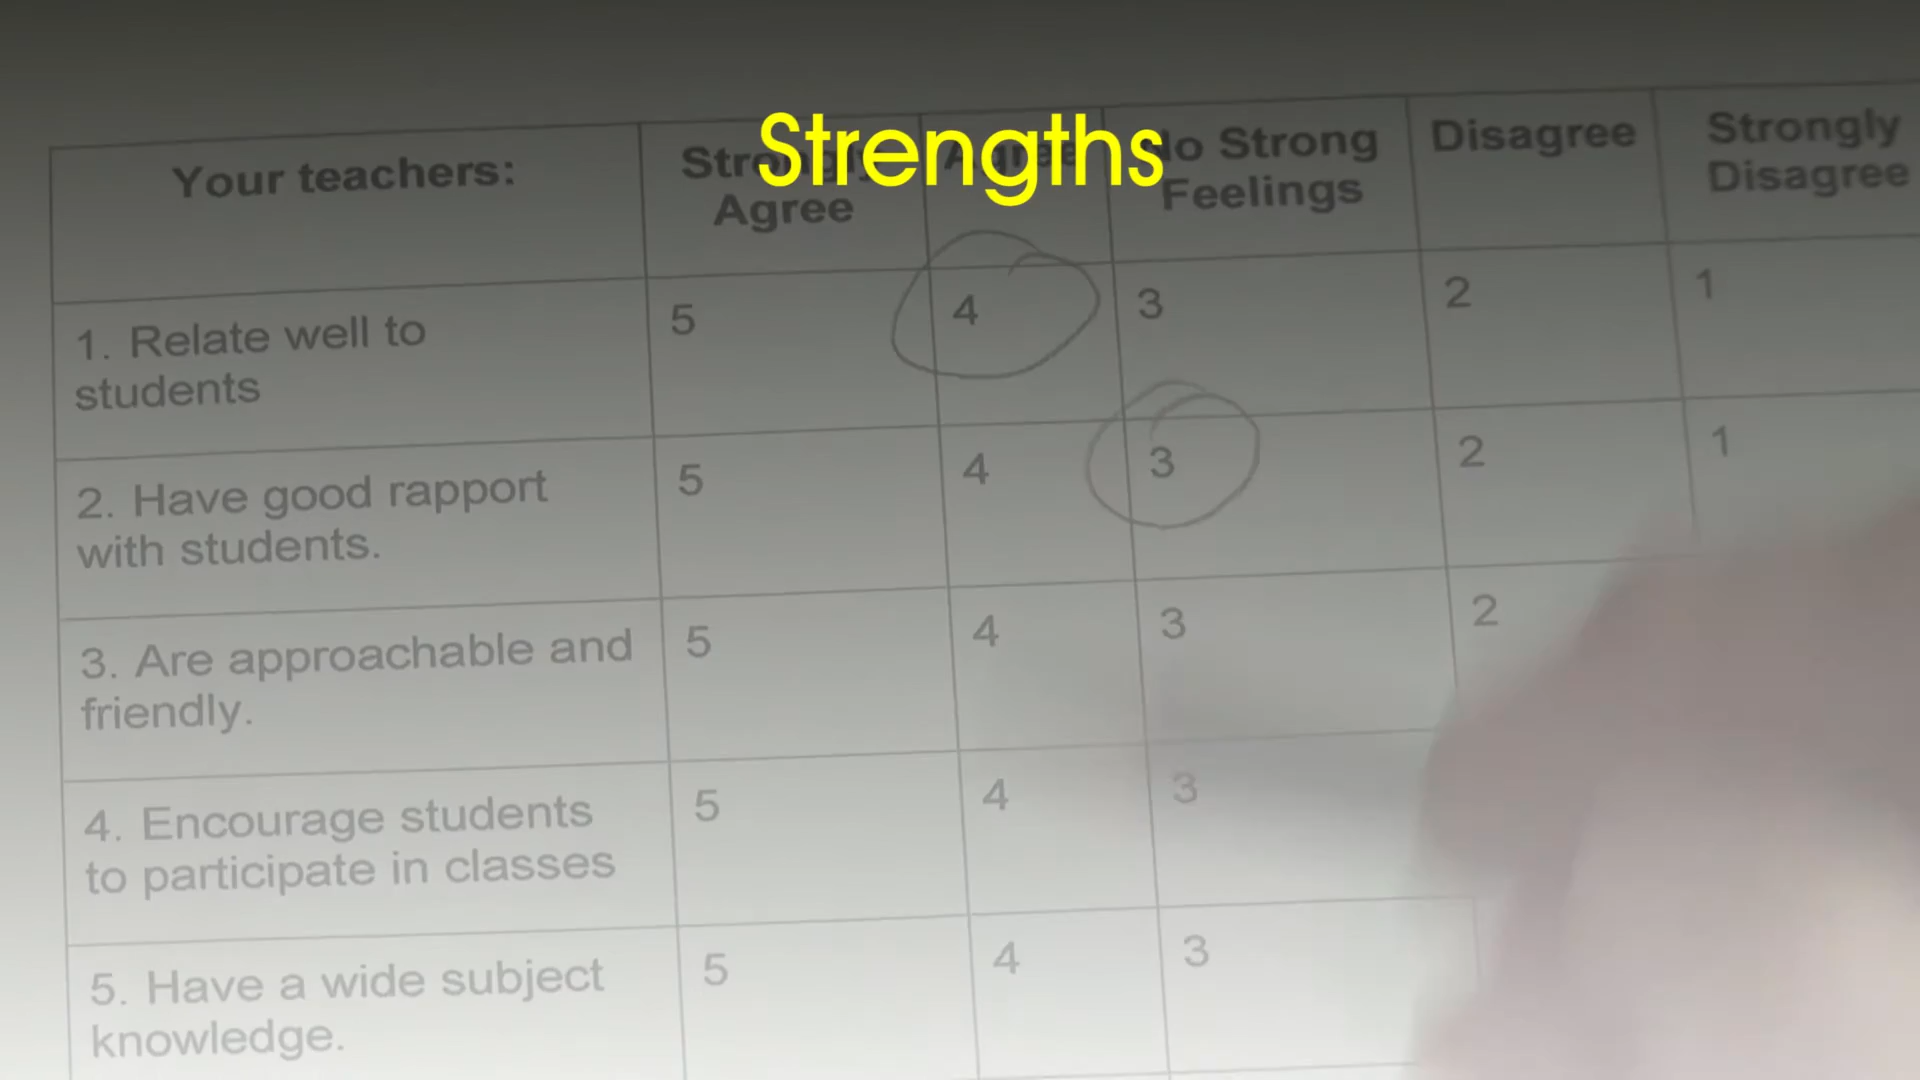 Strengths
Your teachers: Strongly Agree No Strong Disagree Strongly
Agree Feelings Disagree
1. Relate well to 5 4 3 2 1
students
2. Have good rapport 5 4 3 2 1
with students.
3. Are approachable and 5 4 3 2
friendly.
4. Encourage students 5 4 3
to participate in classes
5. Have a wide subject 5 4 3
knowledge.